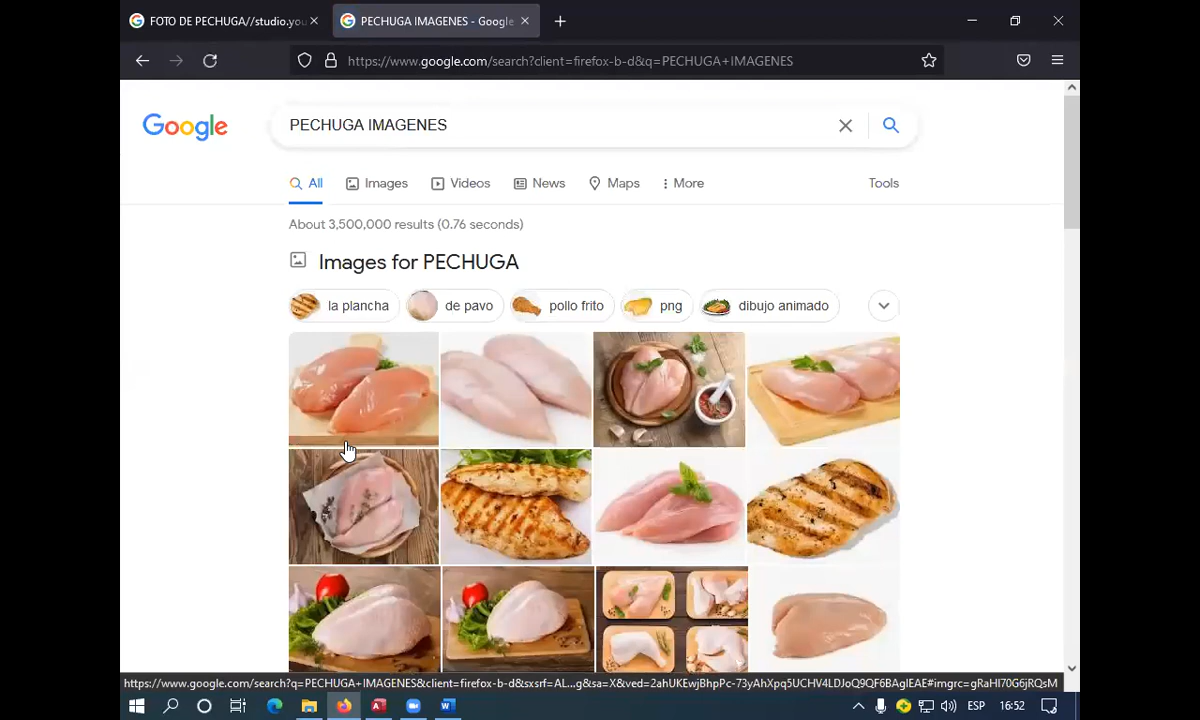 FOTO DE PECHUGA//studio.you
PECHUGA IMAGENES - Google
https://www.google.com/search?client=firefox-b-d&q=PECHUGA+IMAGENES
Google
PECHUGA IMAGENES
All Images Videos News Maps More Tools
About 3,500,000 results (0.76 seconds)
Images for PECHUGA
la plancha de pavo pollo frito png dibujo animado
https://www.google.com/search?q=PECHUGA+IMAGENES&client=firefox-b-d&sxsrf=AL…g&sa=X&ved=2ahUKEwjBhpPc-73yAhXpq5UCHV4LDJoQ9QF6BAgIEAE#imgrc=gRaHI70G6jRQsM
ESP 16:52